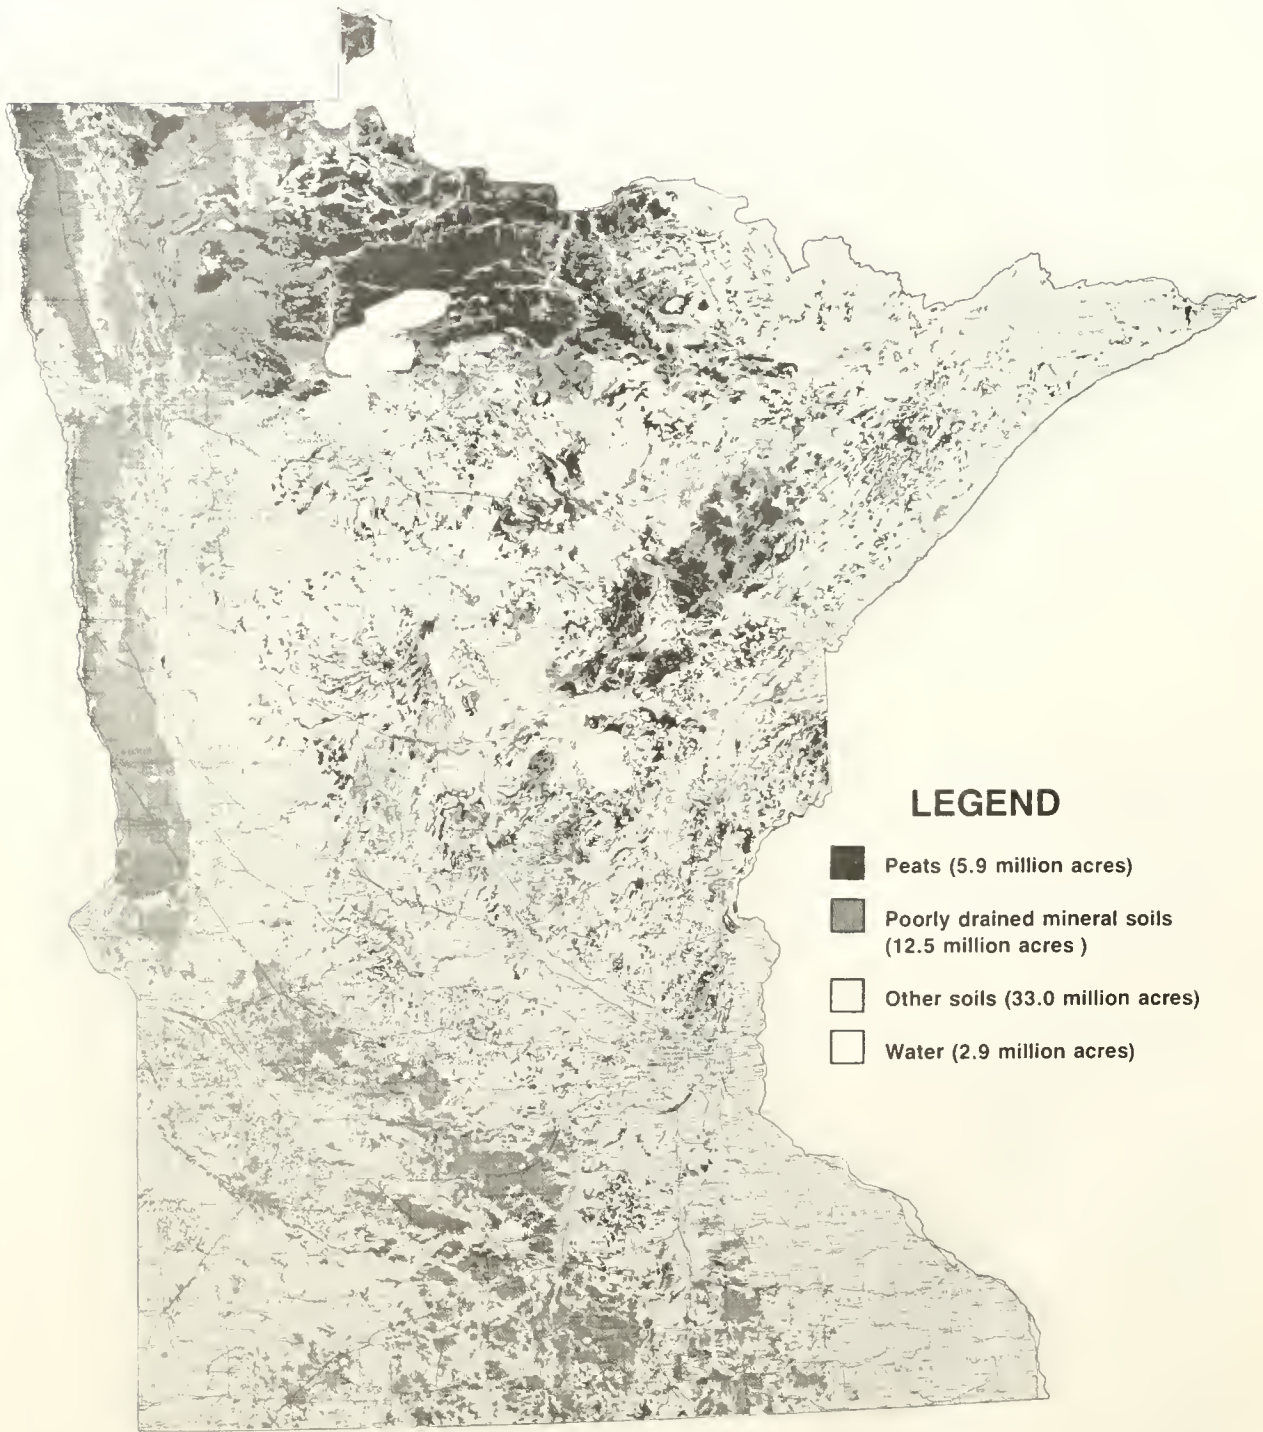 LEGEND
Peats (5.9 million acres)
Poorly drained mineral soils
(12.5 million acres )
Other soils (33.0 million acres)
Water (2.9 million acres)